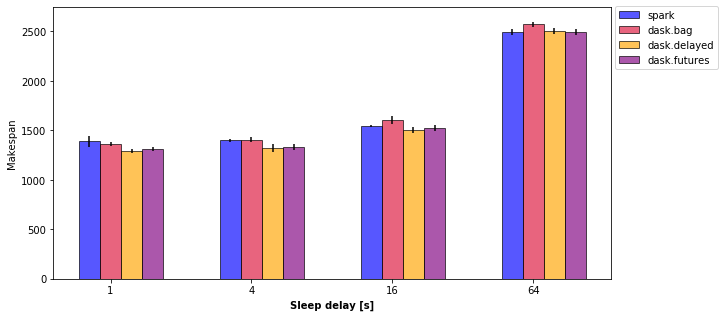 2500
2000
1500
1000
500
0
Makespan
1
4
16
64
Sleep delay [s]
spark
dask.bag
dask.delayed
dask.futures